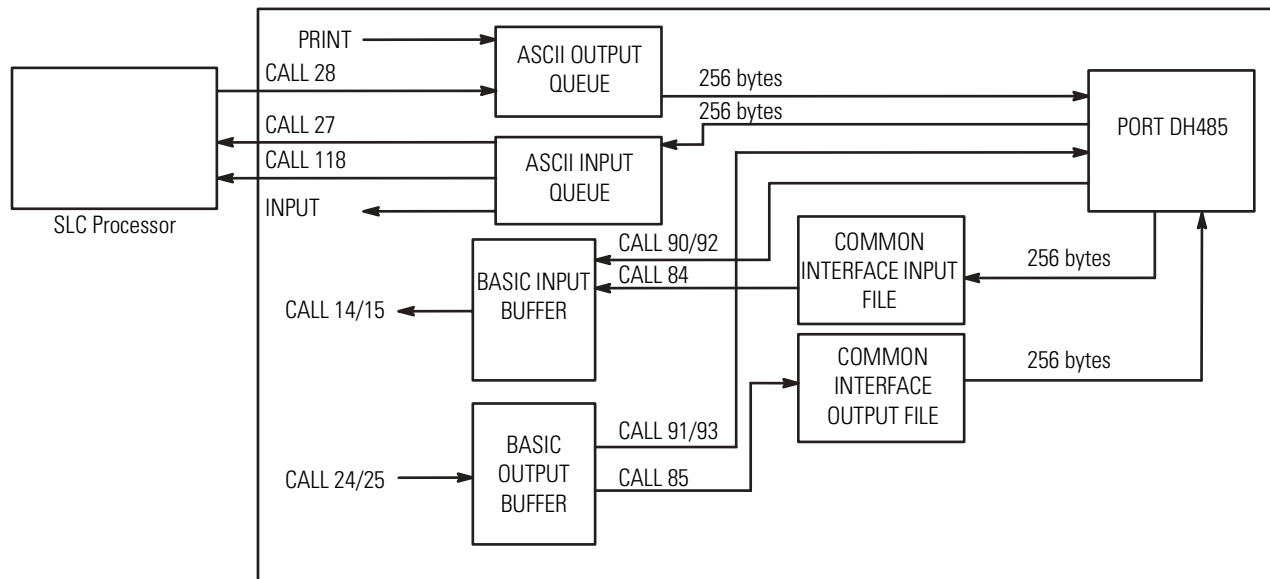 PRINT
CALL 28
ASCII OUTPUT
QUEUE
256 bytes
256 bytes
PORT DH485
CALL 27
CALL 118
INPUT
ASCII INPUT
QUEUE
SLC Processor
CALL 90/92
CALL 84
BASIC INPUT
BUFFER
CALL 14/15
COMMON
INTERFACE INPUT
FILE
256 bytes
COMMON
INTERFACE
OUTPUT FILE
256 bytes
CALL 91/93
CALL 85
BASIC
OUTPUT
BUFFER
CALL 24/25